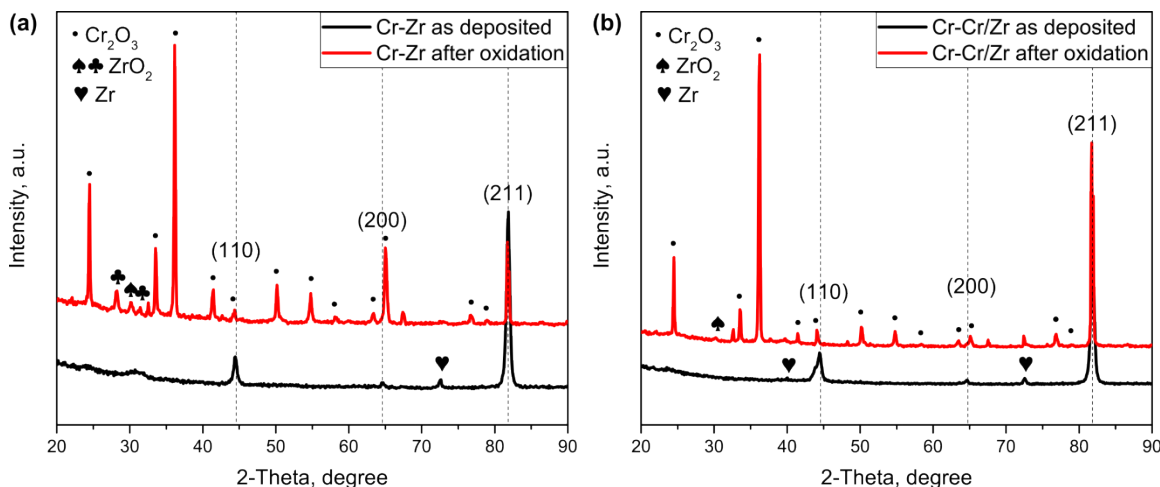 (a)
• Cr₂O₃
♠♣ ZrO₂
♥ Zr
Cr-Zr as deposited
Cr-Zr after oxidation
(110)
(200)
(211)
Intensity, a.u.
20 30 40 50 60 70 80 90
2-Theta, degree
(b)
• Cr₂O₃
♠ ZrO₂
♥ Zr
Cr-Cr/Zr as deposited
Cr-Cr/Zr after oxidation
(110)
(200)
(211)
Intensity, a.u.
20 30 40 50 60 70 80 90
2-Theta, degree